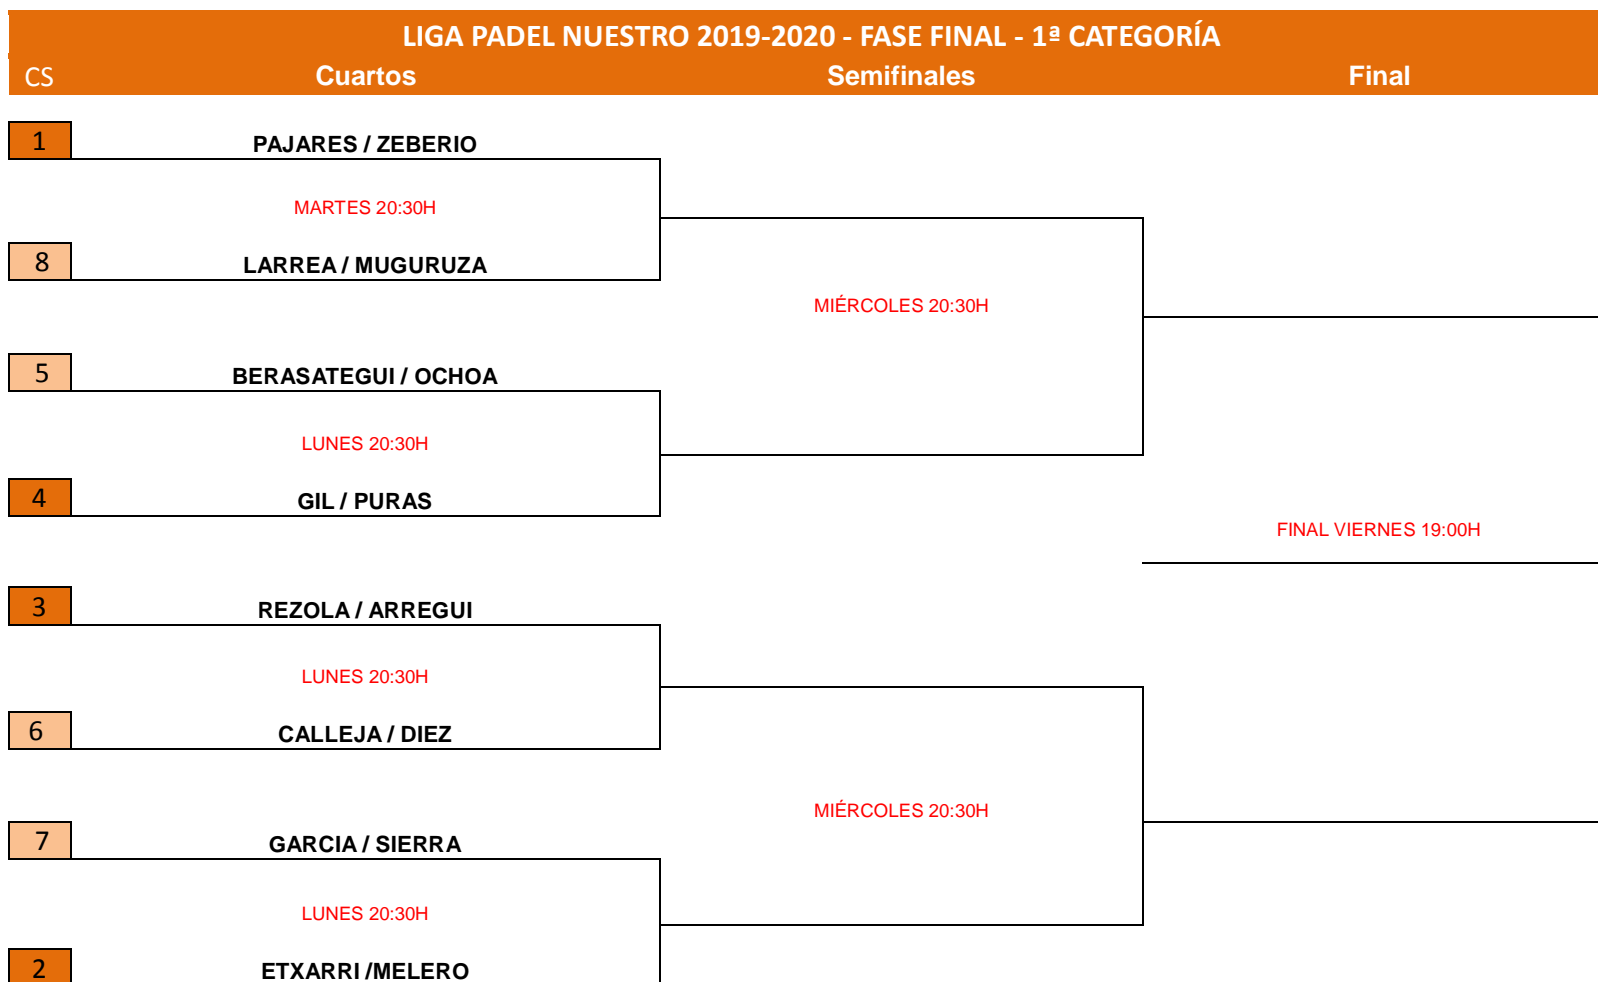 LIGA PADEL NUESTRO 2019-2020 - FASE FINAL - 1ª CATEGORÍA
CS Cuartos Semifinales Final
1 PAJARES / ZEBERIO
MARTES 20:30H
8 LARREA / MUGURUZA
MIÉRCOLES 20:30H
5 BERASATEGUI / OCHOA
LUNES 20:30H
4 GIL / PURAS
FINAL VIERNES 19:00H
3 REZOLA / ARREGUI
LUNES 20:30H
6 CALLEJA / DIEZ
MIÉRCOLES 20:30H
7 GARCIA / SIERRA
LUNES 20:30H
2 ETXARRI /MELERO